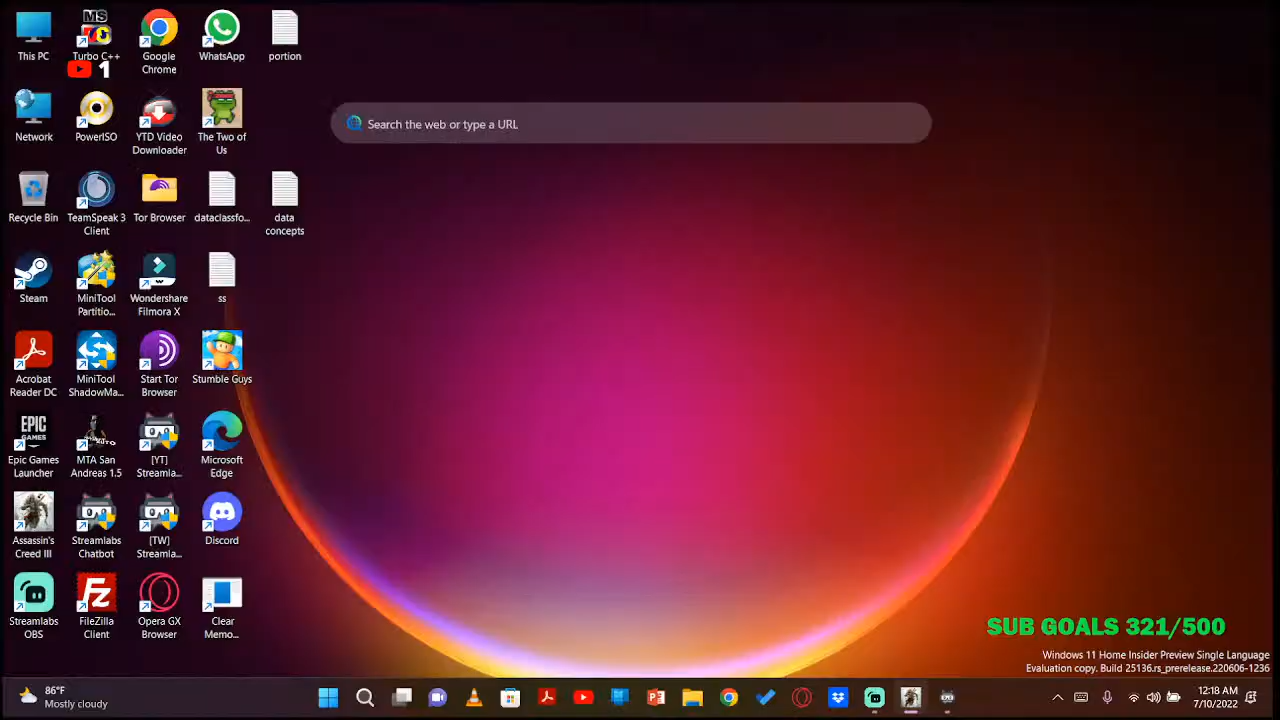 This PC
MS
Turbo C++
Google
Chrome
WhatsApp
portion
1
Search the web or type a URL
Network
PowerISO
YTD Video
Downloader
The Two of
Us
Recycle Bin
TeamSpeak 3
Client
Tor Browser
dataclassfo...
data
concepts
Steam
MiniTool
Partitio...
Wondershare
Filmora X
ss
Acrobat
Reader DC
MiniTool
ShadowMa...
Start Tor
Browser
Stumble Guys
EPIC
GAMES
Epic Games
Launcher
MTA San
Andreas 1.5
[YT]
Streamla...
Microsoft
Edge
Assassin's
Creed III
Streamlabs
Chatbot
[TW]
Streamla...
Discord
Streamlabs
OBS
Fz
FileZilla
Client
Opera GX
Browser
Clear
Memo...
SUB GOALS 321/500
Windows 11 Home Insider Preview Single Language
Evaluation copy. Build 25136.rs_prerelease.220606-1236
86°F
Mostly cloudy
12:18 AM
7/10/2022